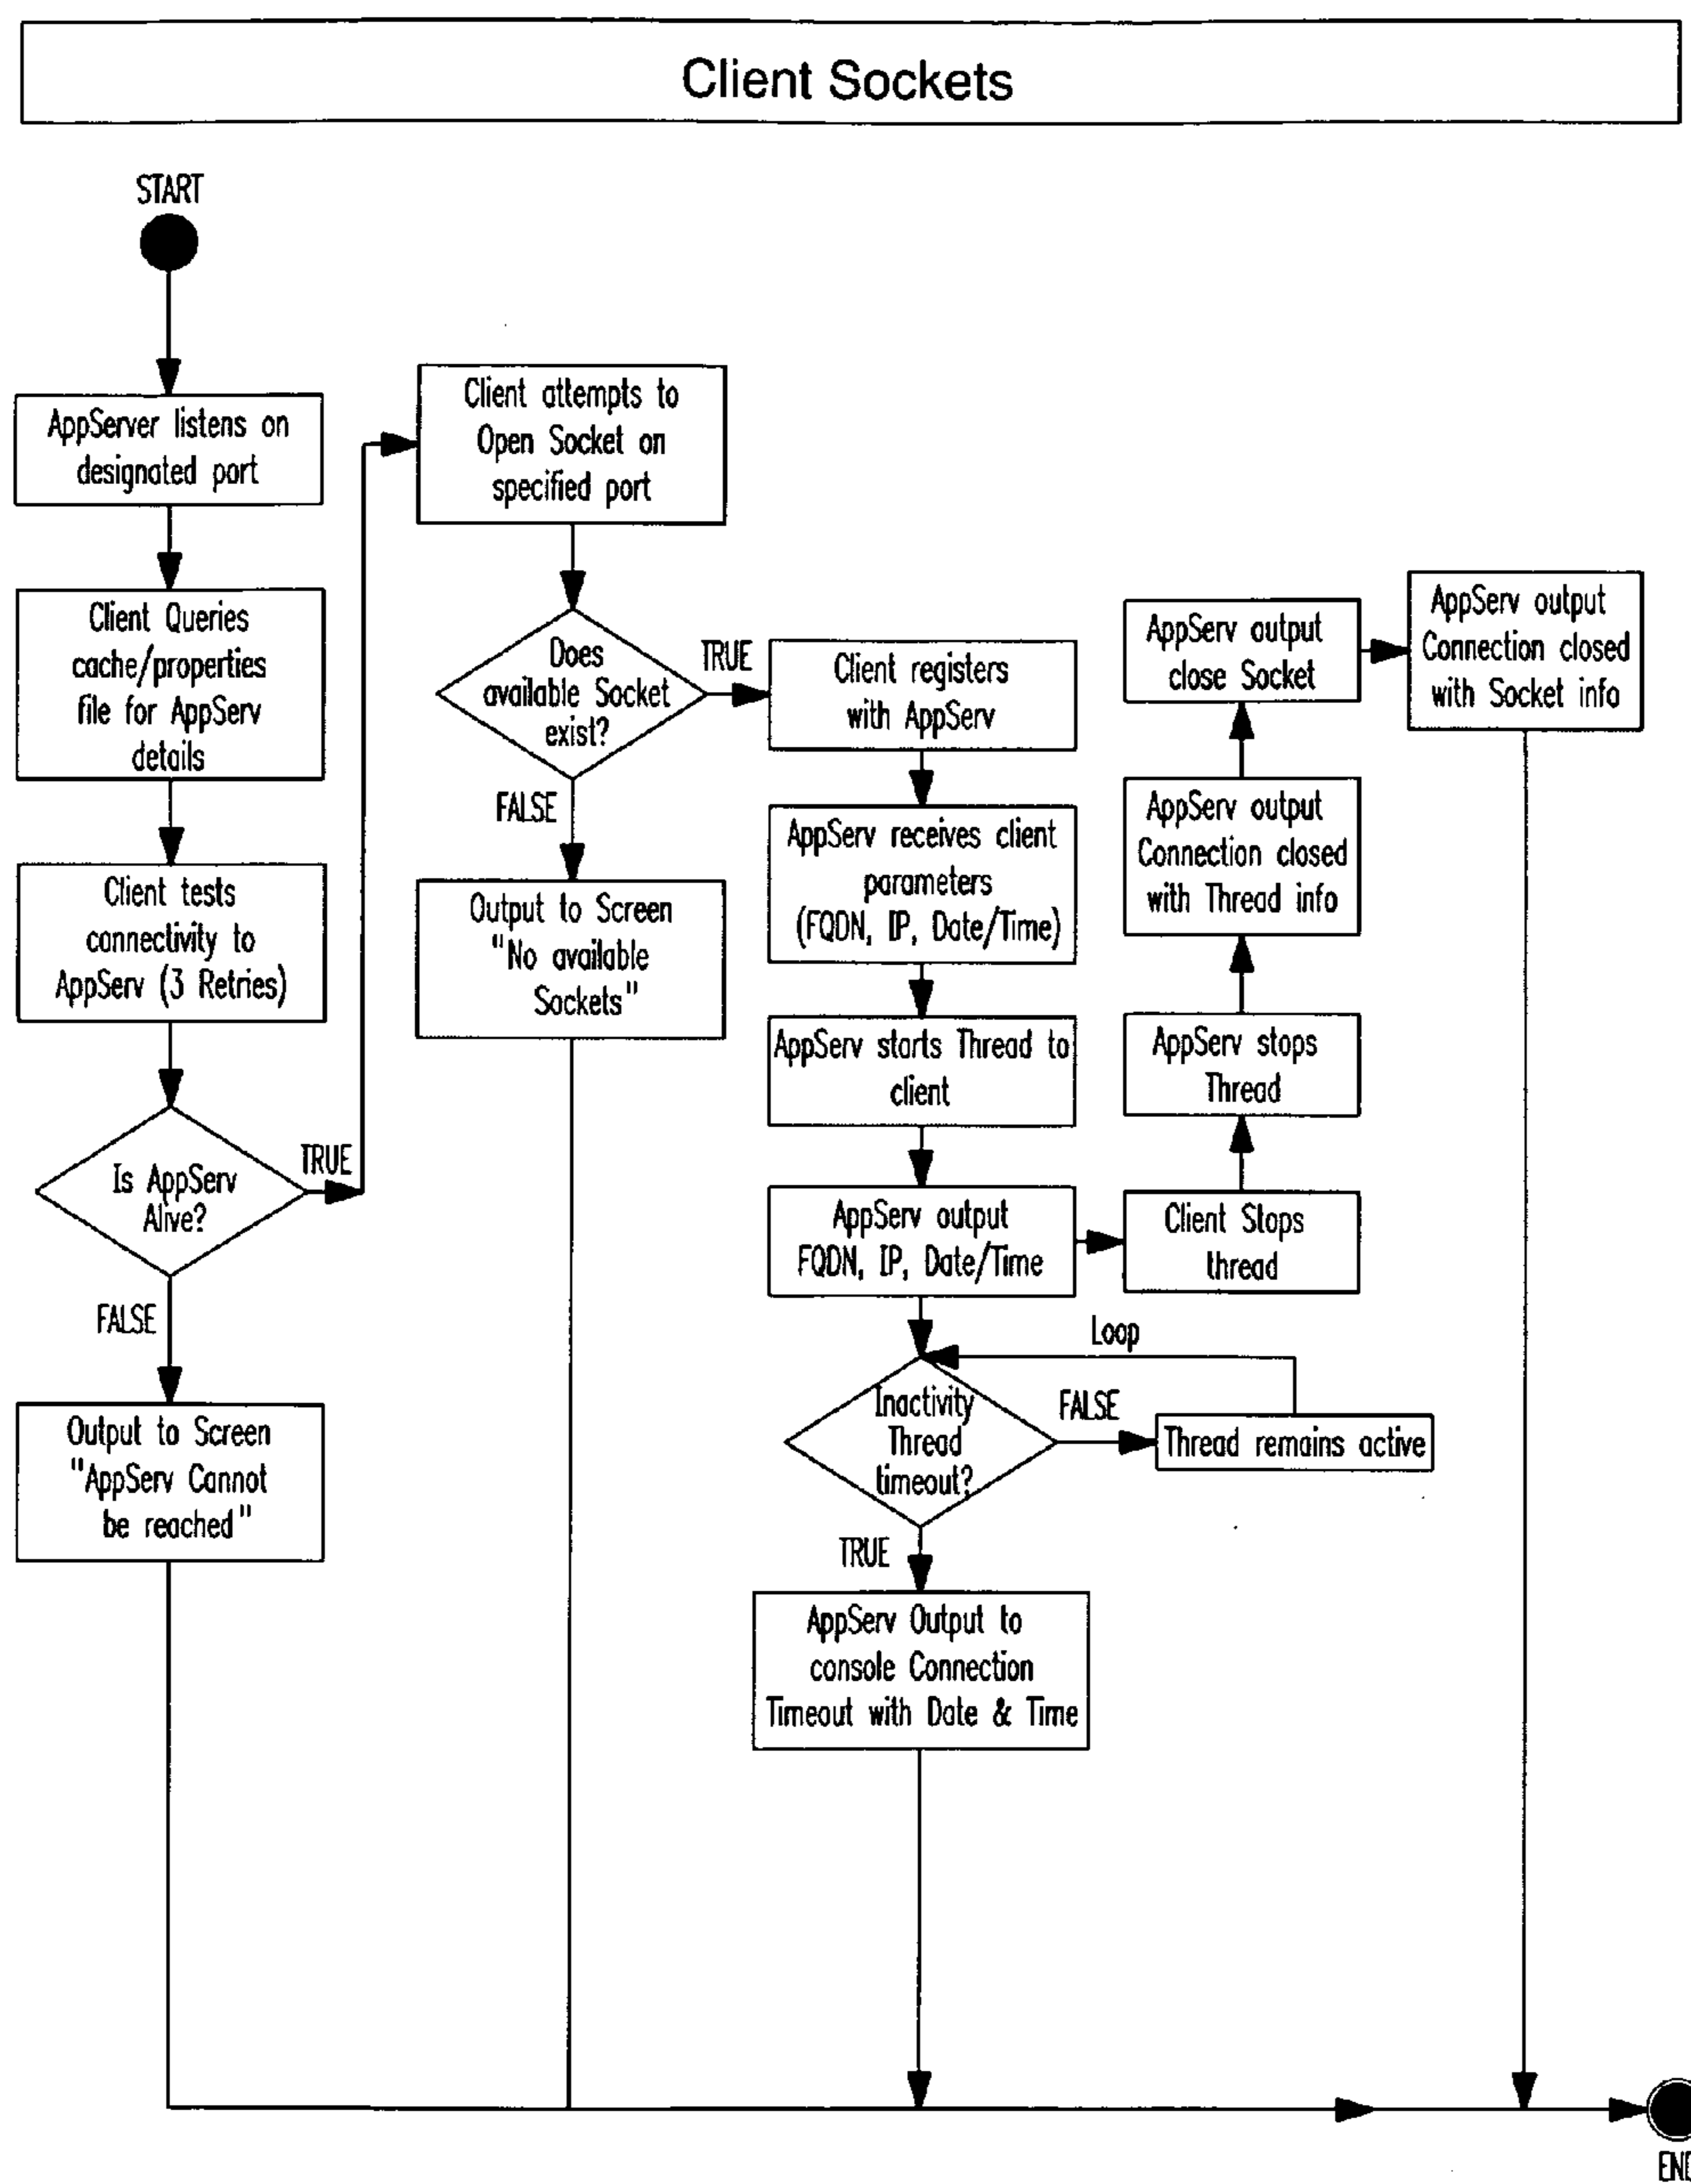 Client Sockets
START
AppServer listens on
designated port
Client Queries
cache/properties
file for AppServ
details
Client tests
connectivity to
AppServ (3 Retries)
Is AppServ
Alive?
TRUE
FALSE
Output to Screen
"AppServ Cannot
be reached"
Client attempts to
Open Socket on
specified port
Does
available Socket
exist?
TRUE
FALSE
Output to Screen
"No available
Sockets"
Client registers
with AppServ
AppServ receives client
parameters
(FQDN, IP, Date/Time)
AppServ starts Thread to
client
AppServ output
FQDN, IP, Date/Time
Inactivity
Thread
timeout?
FALSE
Thread remains active
Loop
TRUE
AppServ Output to
console Connection
Timeout with Date & Time
Client Stops
thread
AppServ stops
Thread
AppServ output
Connection closed
with Thread info
AppServ output
close Socket
AppServ output
Connection closed
with Socket info
END